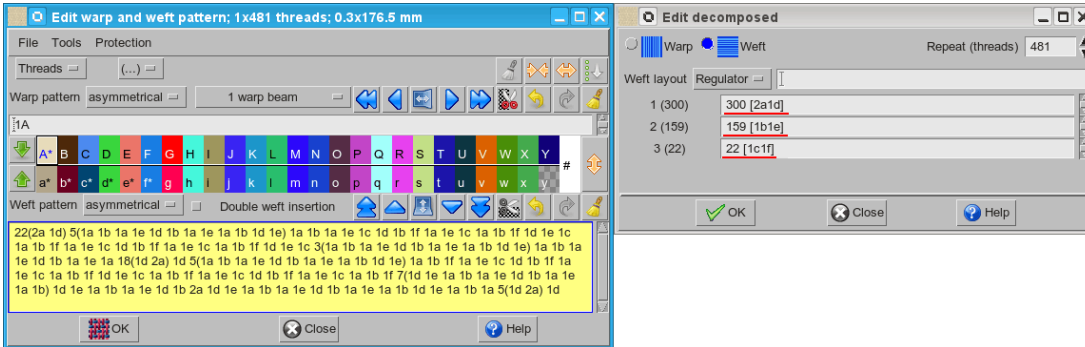 Edit warp and weft pattern; 1x481 threads; 0.3x176.5 mm
File Tools Protection
Threads (...)
Warp pattern asymmetrical 1 warp beam
1A
A* B C D E F G H I J K L M N O P Q R S T U V W X Y #
a* b* c* d* e* f* g h i j k l m n o p q r s t u v w x y
Weft pattern asymmetrical Double weft insertion
22(2a 1d) 5(1a 1b 1a 1e 1d 1b 1a 1e 1a 1b 1d 1e) 1a 1b 1a 1e 1c 1d 1b 1f 1a 1e 1c 1a 1b 1f 1d 1e 1c
1a 1b 1f 1a 1e 1c 1d 1b 1f 1a 1e 1c 1a 1b 1f 1d 1e 1c 3(1a 1b 1a 1e 1d 1b 1a 1e 1a 1b 1d 1e) 1a 1b 1a
1e 1d 1b 1a 1e 1a 18(1d 2a) 1d 5(1a 1b 1a 1e 1d 1b 1a 1e 1a 1b 1d 1e) 1a 1b 1f 1a 1e 1c 1d 1b 1f 1a
1e 1c 1a 1b 1f 1d 1e 1c 1a 1b 1f 1a 1e 1c 1d 1b 1f 1a 1e 1c 1a 1b 1f 7(1d 1e 1a 1b 1a 1e 1d 1b 1a 1e
1a 1b) 1d 1e 1a 1b 1a 1e 1d 1b 2a 1d 1e 1a 1b 1a 1e 1d 1b 1a 1e 1a 1b 1d 1e 1a 1b 1a 5(1d 2a) 1d
OK Close Help
Edit decomposed
Warp Weft Repeat (threads) 481
Weft layout Regulator
1 (300) 300 [2a1d]
2 (159) 159 [1b1e]
3 (22) 22 [1c1f]
OK Close Help